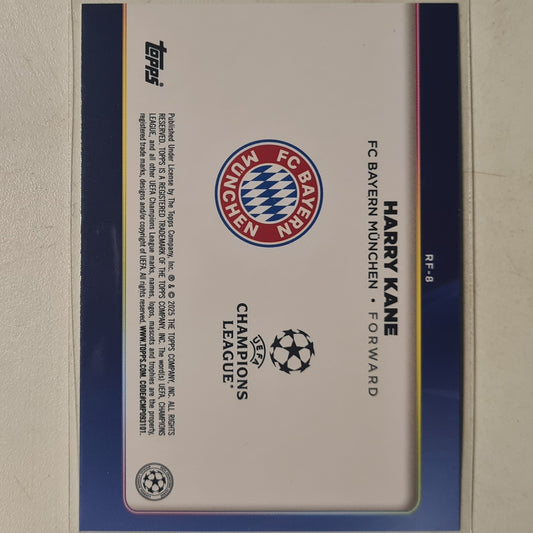 RF-8
HARRY KANE
FC BAYERN MÜNCHEN • FORWARD
FC BAYERN
MÜNCHEN
UEFA
CHAMPIONS
LEAGUE®
topps®
Published Under License by The Topps Company, Inc. ® & © 2025 THE TOPPS COMPANY, INC. ALL RIGHTS
RESERVED. TOPPS IS A REGISTERED TRADEMARK OF THE TOPPS COMPANY, INC. The word(s) UEFA, CHAMPIONS
LEAGUE, and all other UEFA Champions League marks, names, logos, mascots and trophies are the property,
registered trade marks, designs and/or copyright of UEFA. All rights reserved. WWW.TOPPS.COM. CODE#CMP093101.